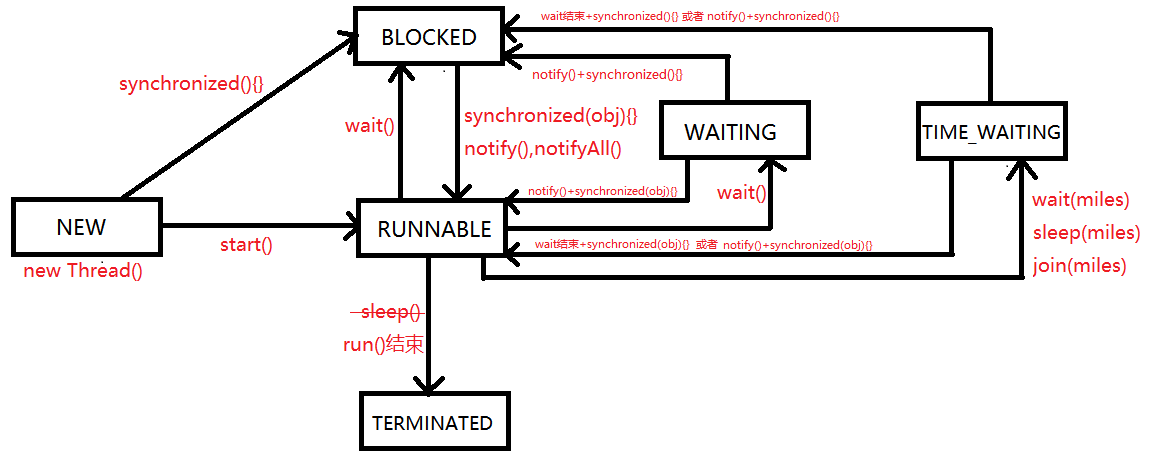 wait结束+synchronized(){} 或者 notify()+synchronized(){}
BLOCKED
notify()+synchronized(){}
synchronized(){}
wait()
synchronized(obj){}
notify(),notifyAll()
WAITING
TIME_WAITING
notify()+synchronized(obj){}
wait()
wait(miles)
sleep(miles)
join(miles)
NEW
new Thread()
start()
RUNNABLE
wait结束+synchronized(obj){} 或者 notify()+synchronized(obj){}
sleep()
run()结束
TERMINATED